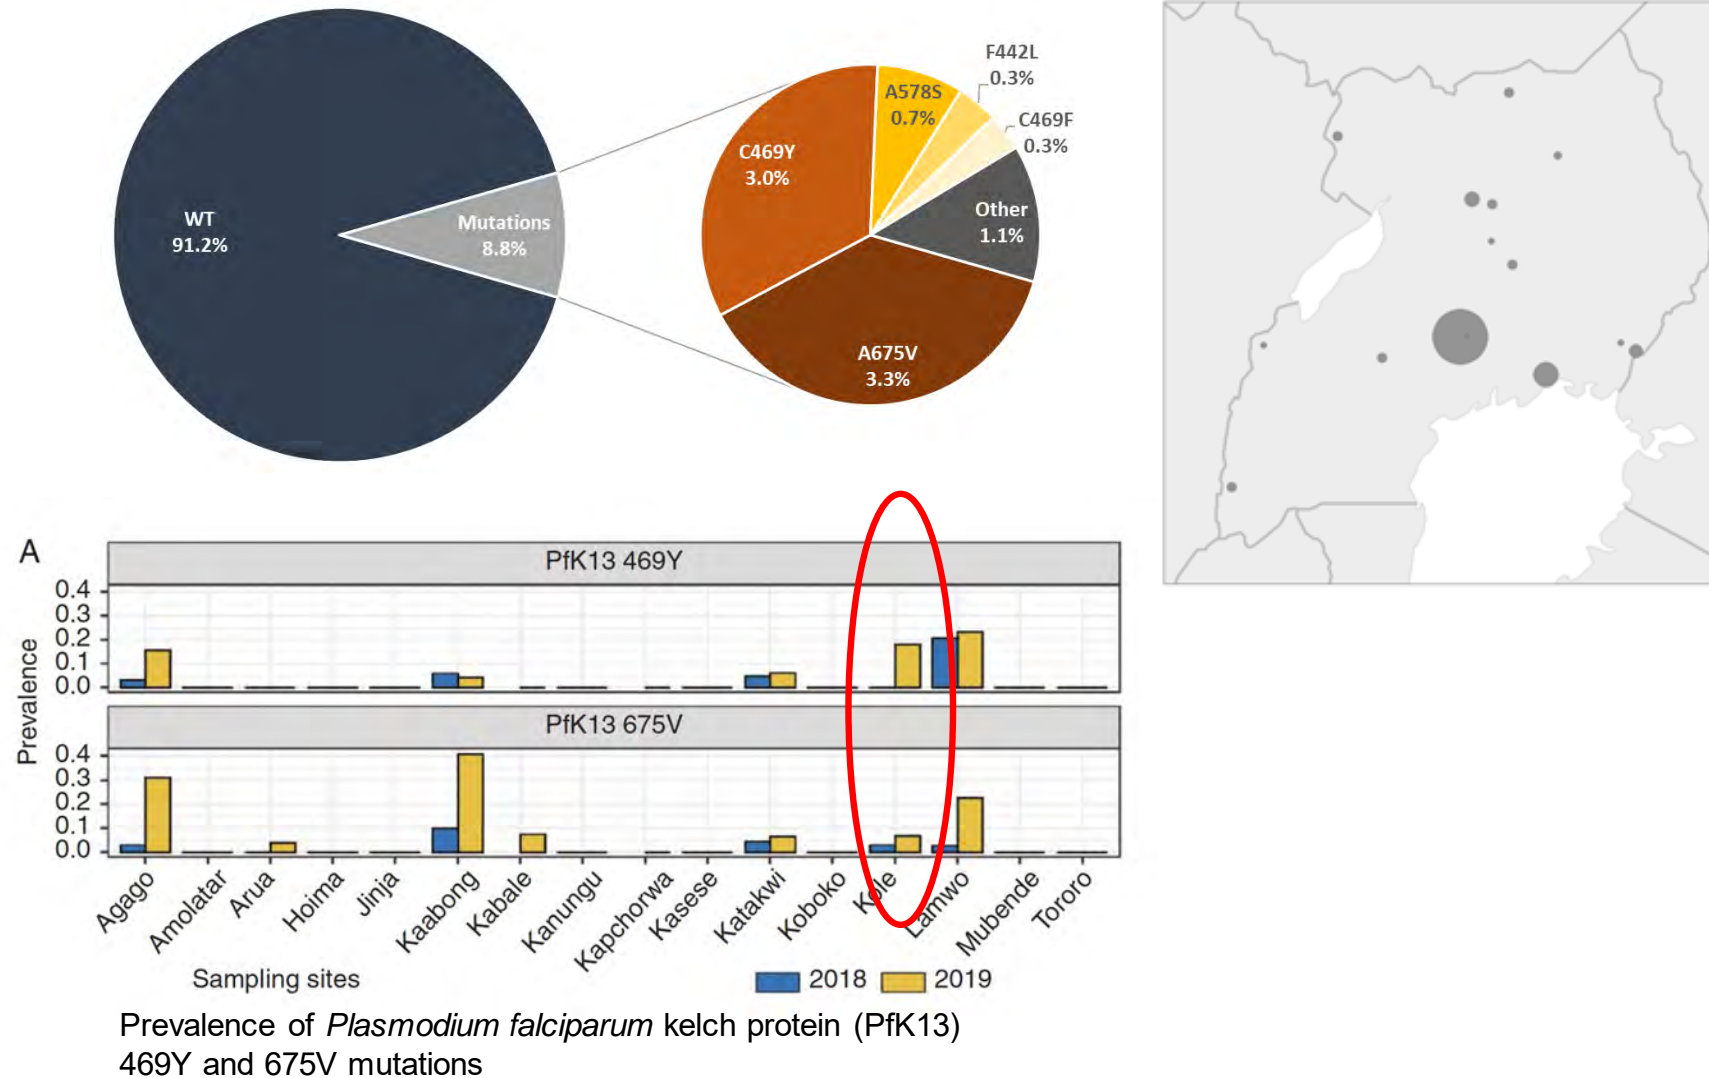 WT
91.2%
Mutations
8.8%
C469Y
3.0%
A578S
0.7%
F442L
0.3%
C469F
0.3%
Other
1.1%
A675V
3.3%
A
PfK13 469Y
0.4
0.3
0.2
0.1
0.0
Prevalence
PfK13 675V
0.4
0.3
0.2
0.1
0.0
Agago
Amolatar
Arua
Hoima
Jinja
Kaabong
Kabale
Kanungu
Kapchorwa
Kasese
Katakwi
Koboko
Kole
Lamwo
Mubende
Tororo
Sampling sites
2018
2019
Prevalence of Plasmodium falciparum kelch protein (PfK13)
469Y and 675V mutations